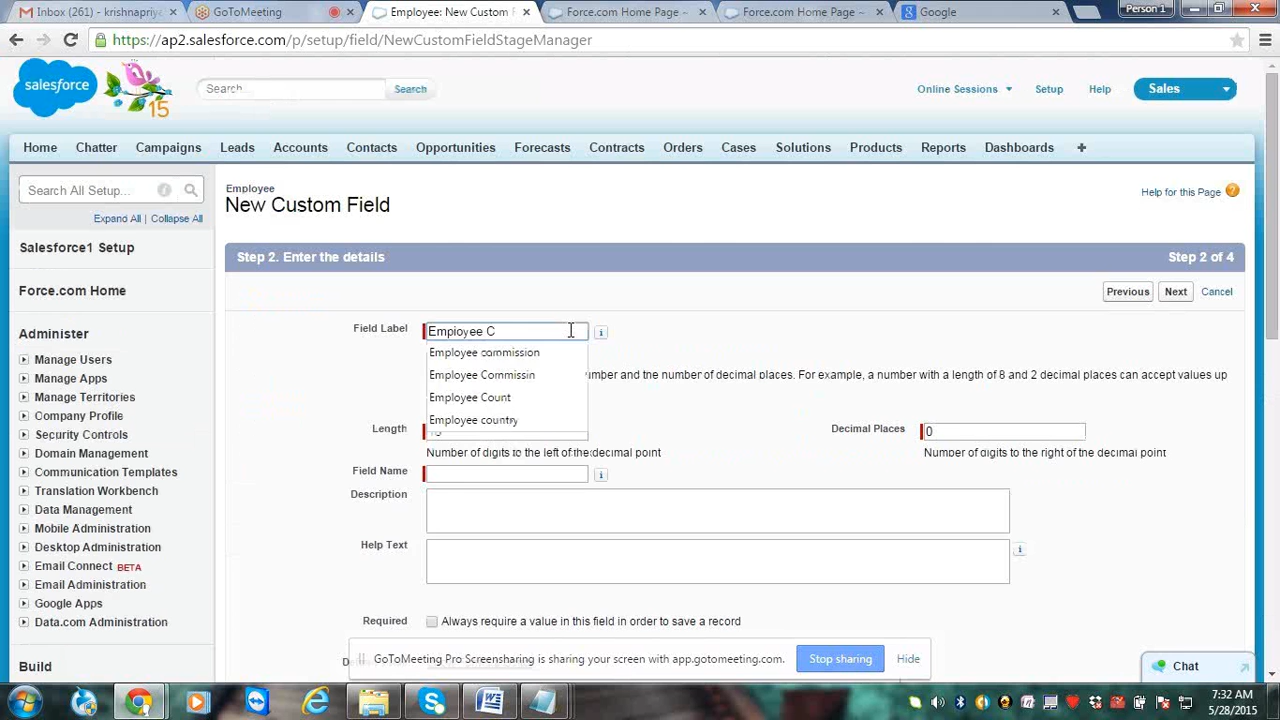 Inbox (261) - krishnapriye
GoToMeeting
Employee: New Custom F
Force.com Home Page ~
Force.com Home Page ~
Google
Person 1
https://ap2.salesforce.com/p/setup/field/NewCustomFieldStageManager
salesforce
15
Search...
Search
Online Sessions
Setup
Help
Sales
Home
Chatter
Campaigns
Leads
Accounts
Contacts
Opportunities
Forecasts
Contracts
Orders
Cases
Solutions
Products
Reports
Dashboards
+
Search All Setup...
Expand All | Collapse All
Salesforce1 Setup
Force.com Home
Administer
Manage Users
Manage Apps
Manage Territories
Company Profile
Security Controls
Domain Management
Communication Templates
Translation Workbench
Data Management
Mobile Administration
Desktop Administration
Email Connect BETA
Email Administration
Google Apps
Data.com Administration
Build
Employee
New Custom Field
Help for this Page
Step 2. Enter the details
Step 2 of 4
Previous
Next
Cancel
Field Label
Employee C
Employee commission
Employee Commissin
Employee Count
Employee country
number and the number of decimal places. For example, a number with a length of 8 and 2 decimal places can accept values up
Length
Decimal Places
0
Number of digits to the left of the decimal point
Number of digits to the right of the decimal point
Field Name
Description
Help Text
Required
Always require a value in this field in order to save a record
GoToMeeting Pro Screensharing is sharing your screen with app.gotomeeting.com.
Stop sharing
Hide
Chat
7:32 AM
5/28/2015